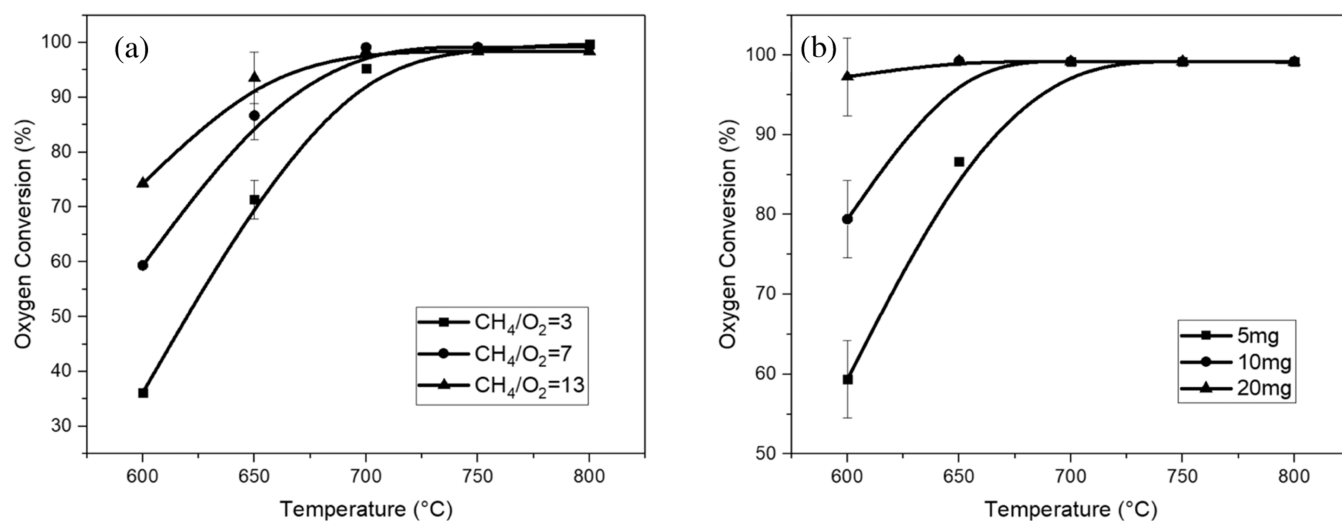 (a)
Oxygen Conversion (%)
100
90
80
70
60
50
40
30
CH₄/O₂=3
CH₄/O₂=7
CH₄/O₂=13
600
650
700
750
800
Temperature (°C)
(b)
Oxygen Conversion (%)
100
90
80
70
60
50
5mg
10mg
20mg
600
650
700
750
800
Temperature (°C)